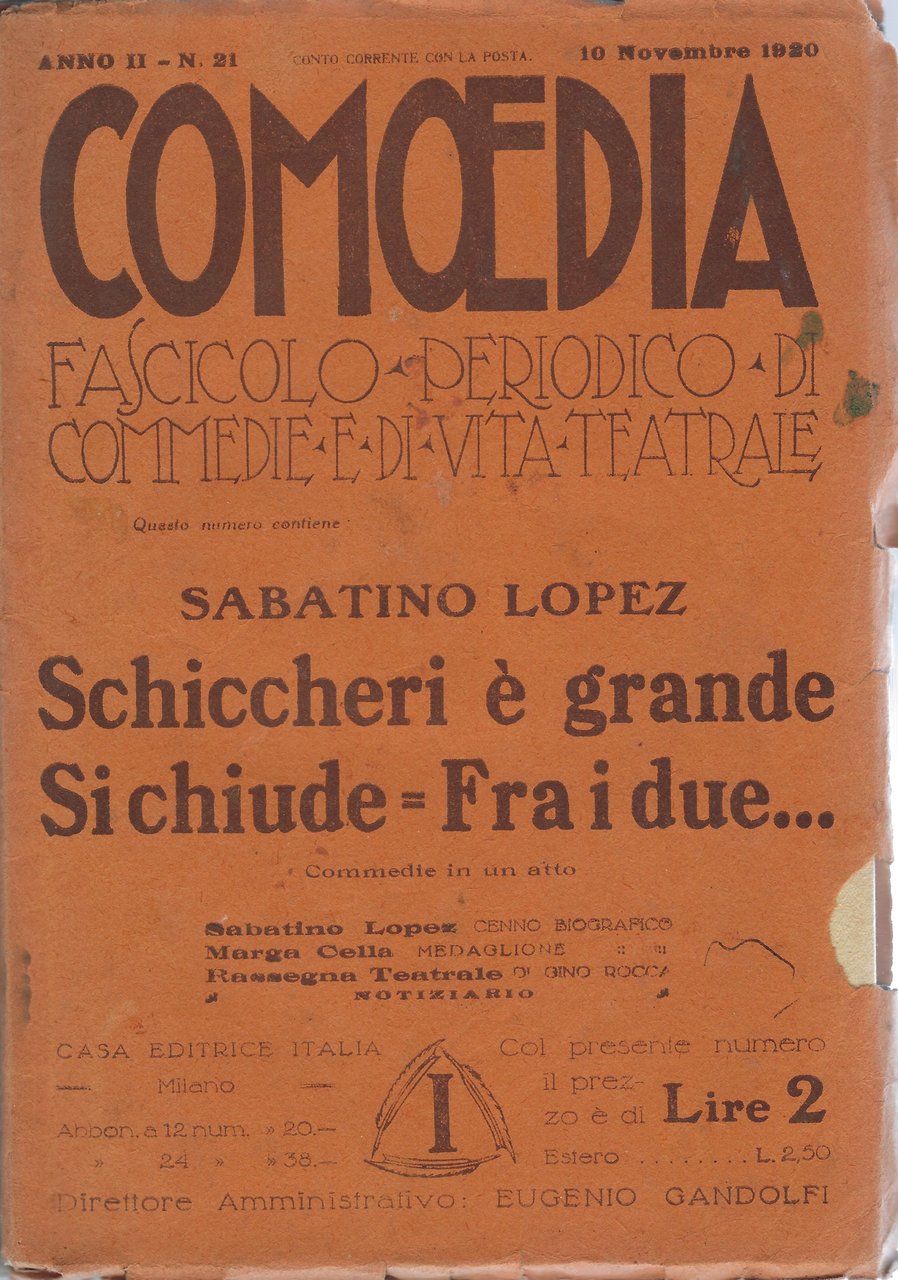 ANNO II - N. 21 CONTO CORRENTE CON LA POSTA. 10 Novembre 1920
COMŒDIA
FASCICOLO PERIODICO DI
COMMEDIE E DI VITA TEATRALE
Questo numero contiene :
SABATINO LOPEZ
Schiccheri è grande
Si chiude = Fra i due...
Commedie in un atto
Sabatino Lopez CENNO BIOGRAFICO
Marga Cella MEDAGLIONE :: :::
Rassegna Teatrale DI GINO ROCCA
NOTIZIARIO
CASA EDITRICE ITALIA
— Milano —
Abbon. a 12 num. » 20.—
» 24 » » 38.—
I
Col presente numero
il prez-
zo è di Lire 2
Estero ........ L. 2,50
Direttore Amministrativo: EUGENIO GANDOLFI